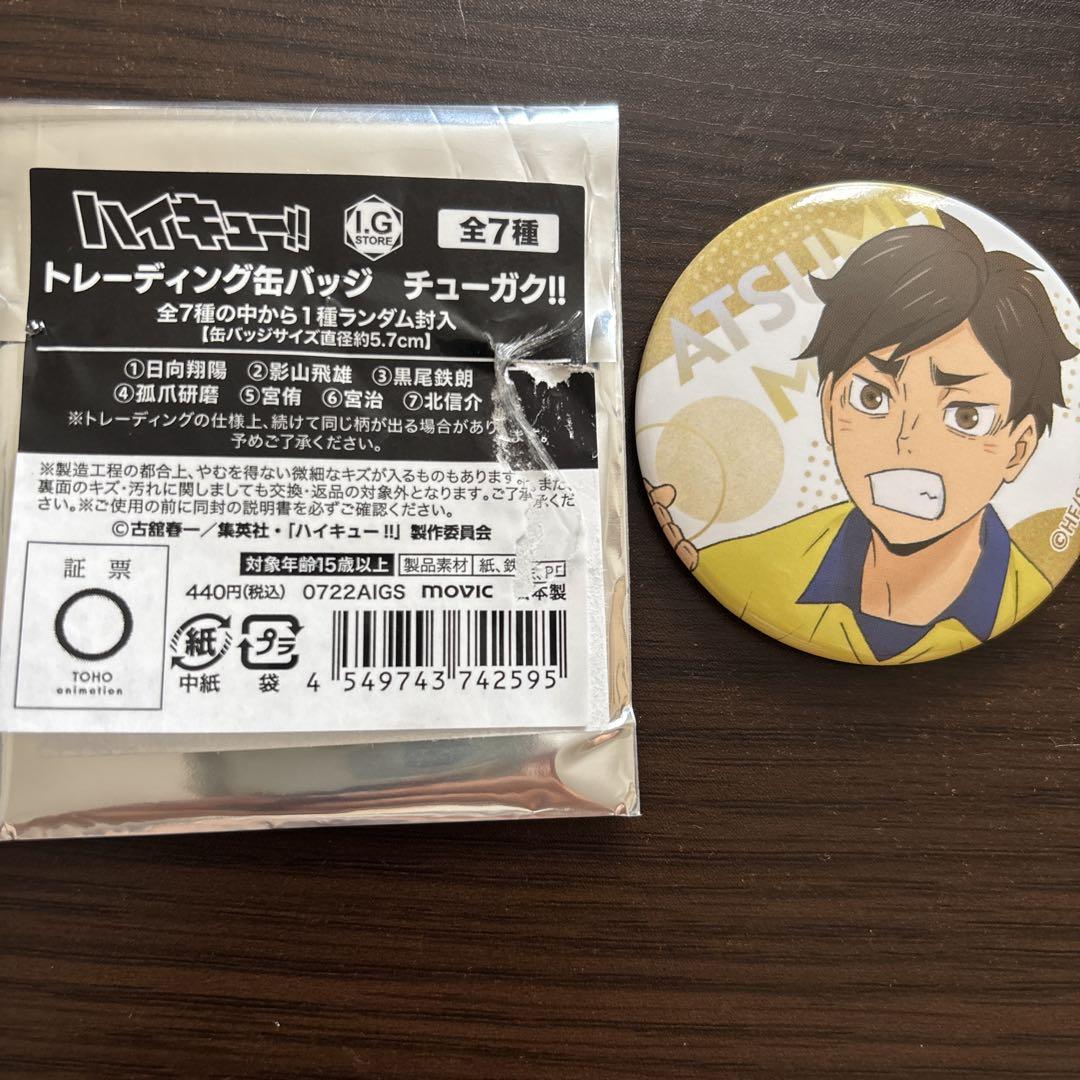 ハイキュー!!
I.G
STORE
全7種
トレーディング缶バッジ チューガク!!
全7種の中から1種ランダム封入
【缶バッジサイズ直径約5.7cm】
①日向翔陽 ②影山飛雄 ③黒尾鉄朗
④孤爪研磨 ⑤宮侑 ⑥宮治 ⑦北信介
※トレーディングの仕様上、続けて同じ柄が出る場合があり
予めご了承ください。
※製造工程の都合上、やむを得ない微細なキズが入るものもあります。また、
裏面のキズ・汚れに関しましても交換・返品の対象外となります。ご了承くだ
さい。※ご使用の前に同封の説明書を必ずご確認ください。
©古舘春一/集英社・「ハイキュー!!」製作委員会
対象年齢15歳以上 製品素材 紙、鉄
440円(税込) 0722AIGS movic 日本製
証票
TOHO
animation
紙
中紙
プラ
袋
4 549743 742595
ATSUMU
M